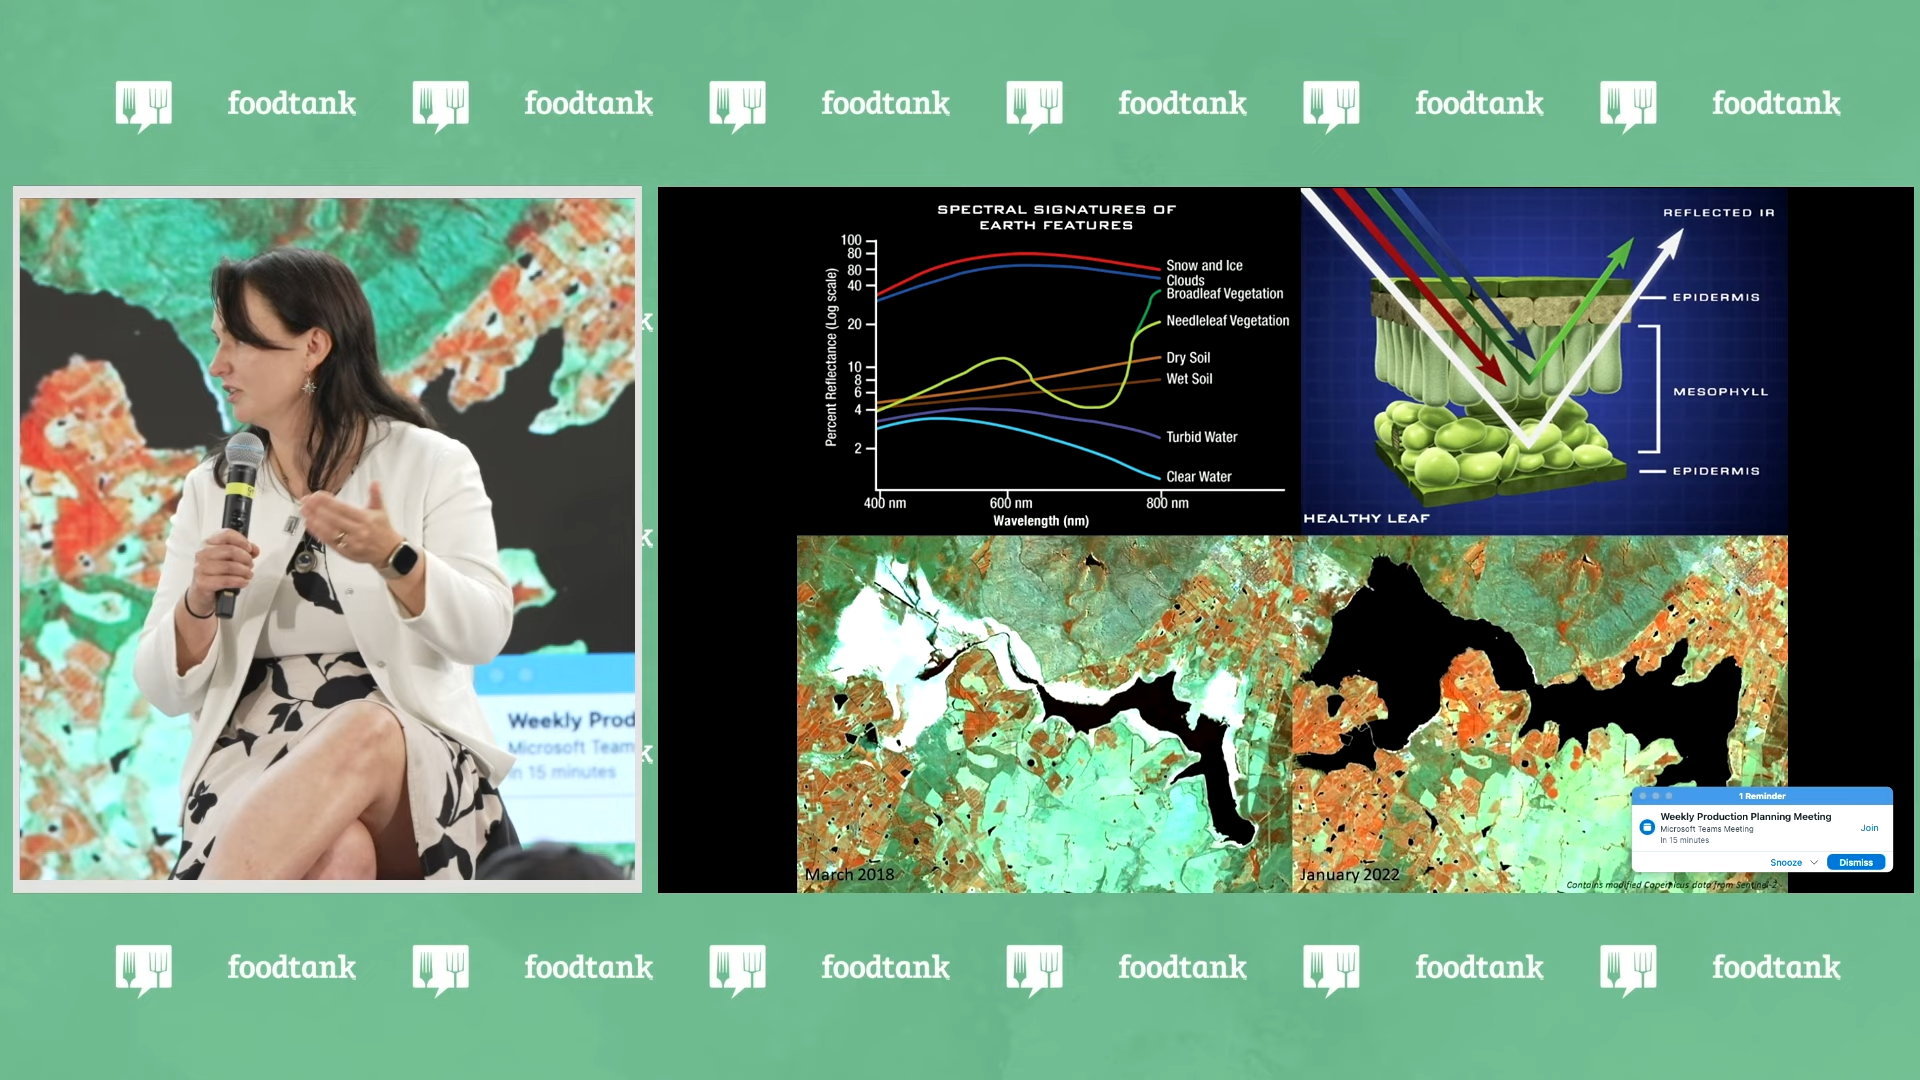 foodtank foodtank foodtank foodtank foodtank foodtank
SPECTRAL SIGNATURES OF
EARTH FEATURES
100
80
80
40
20
10
8
6
4
2
Percent Reflectance (Log scale)
Snow and Ice
Clouds
Broadleaf Vegetation
Needleleaf Vegetation
Dry Soil
Wet Soil
Turbid Water
Clear Water
400 nm 600 nm 800 nm
Wavelength (nm)
REFLECTED IR
EPIDERMIS
MESOPHYLL
EPIDERMIS
HEALTHY LEAF
k
k
k
Weekly Prod
Microsoft Team
in 15 minutes
March 2018
January 2022
1 Reminder
Weekly Production Planning Meeting
Microsoft Teams Meeting
In 15 minutes
Join
Snooze
Dismiss
Contains modified Copernicus data from Sentinel-2
foodtank foodtank foodtank foodtank foodtank foodtank